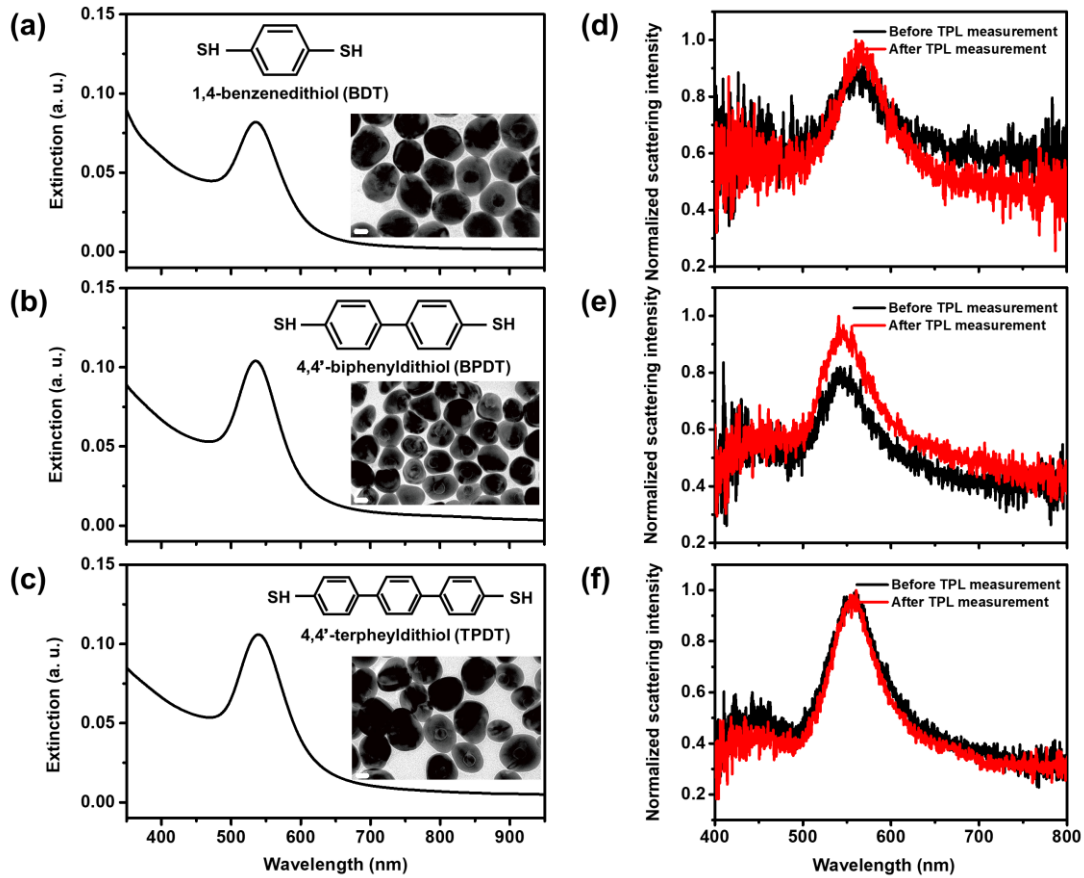 (a)
SH
SH
1,4-benzenedithiol (BDT)
Extinction (a. u.)
0.15
0.10
0.05
0.00
(b)
SH
SH
4,4'-biphenyldithiol (BPDT)
Extinction (a. u.)
0.15
0.10
0.05
0.00
(c)
SH
SH
4,4'-terpheyldithiol (TPDT)
Extinction (a. u.)
0.15
0.10
0.05
0.00
400 500 600 700 800 900
Wavelength (nm)
(d)
Before TPL measurement
After TPL measurement
Normalized scattering intensity
1.0
0.8
0.6
0.4
0.2
(e)
Before TPL measurement
After TPL measurement
Normalized scattering intensity
1.0
0.8
0.6
0.4
0.2
(f)
Before TPL measurement
After TPL measurement
Normalized scattering intensity
1.0
0.8
0.6
0.4
0.2
400 500 600 700 800
Wavelength (nm)